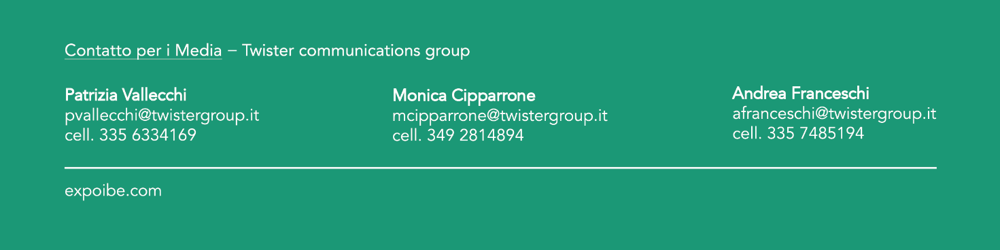 Contatto per i Media – Twister communications group
Patrizia Vallecchi
pvallecchi@twistergroup.it
cell. 335 6334169
Monica Cipparrone
mcipparrone@twistergroup.it
cell. 349 2814894
Andrea Franceschi
afranceschi@twistergroup.it
cell. 335 7485194
expoibe.com